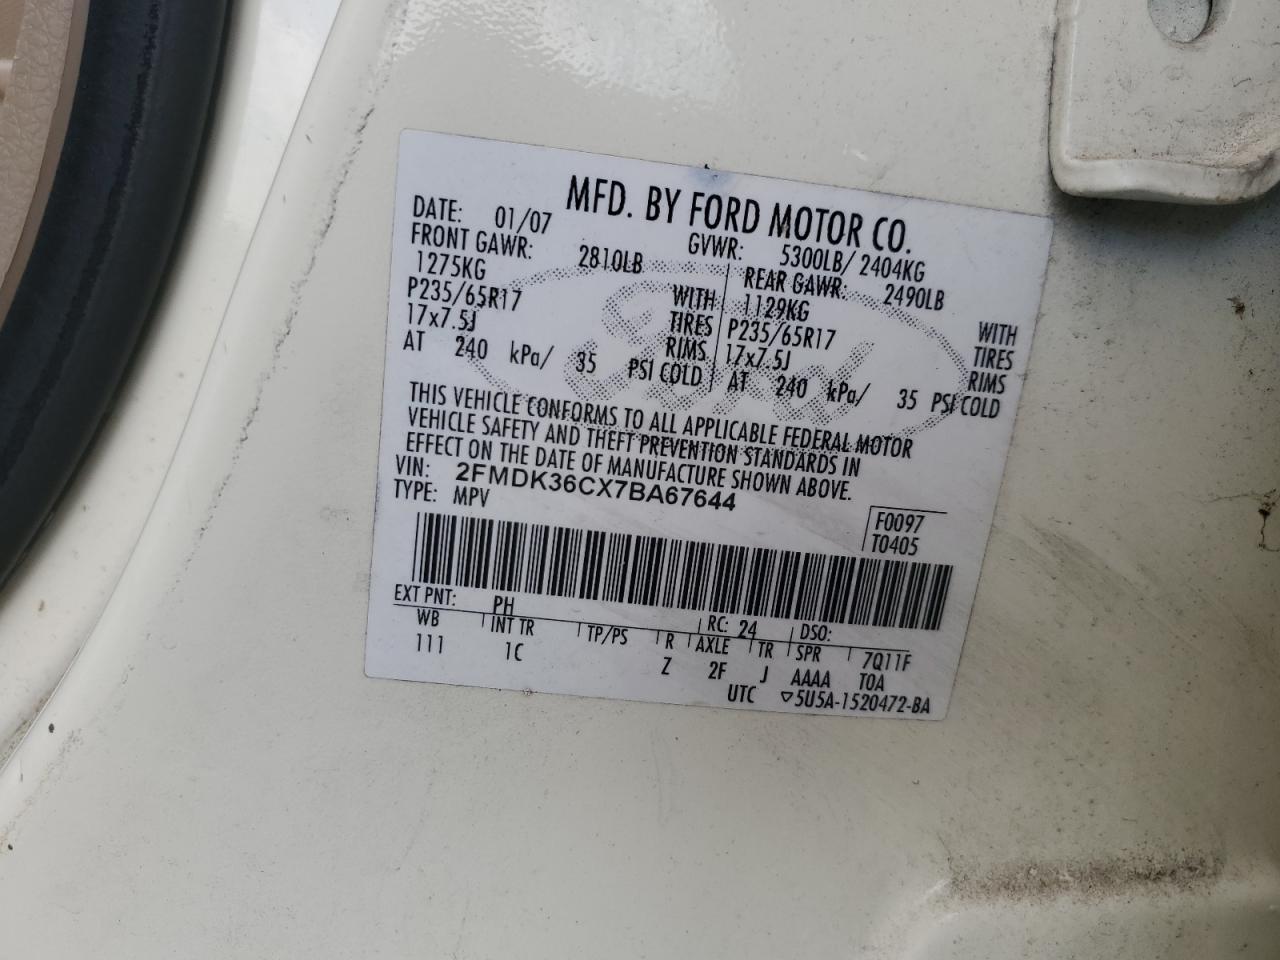 MFD. BY FORD MOTOR CO.
DATE: 01/07 GVWR: 5300LB/ 2404KG
FRONT GAWR: 2810LB REAR GAWR: 2490LB
1275KG WITH 1129KG WITH
P235/65R17 TIRES P235/65R17 TIRES
17x7.5J RIMS 17x7.5J RIMS
AT 240 kPa/ 35 PSI COLD AT 240 kPa/ 35 PSI COLD
THIS VEHICLE CONFORMS TO ALL APPLICABLE FEDERAL MOTOR
VEHICLE SAFETY AND THEFT PREVENTION STANDARDS IN
EFFECT ON THE DATE OF MANUFACTURE SHOWN ABOVE.
VIN: 2FMDK36CX7BA67644
TYPE: MPV
F0097
T0405
EXT PNT: PH RC: 24 DSO:
WB INT TR TP/PS R AXLE TR SPR 7Q11F
111 1C Z 2F J AAAA TOA
UTC ▽5U5A-1520472-BA
Ford